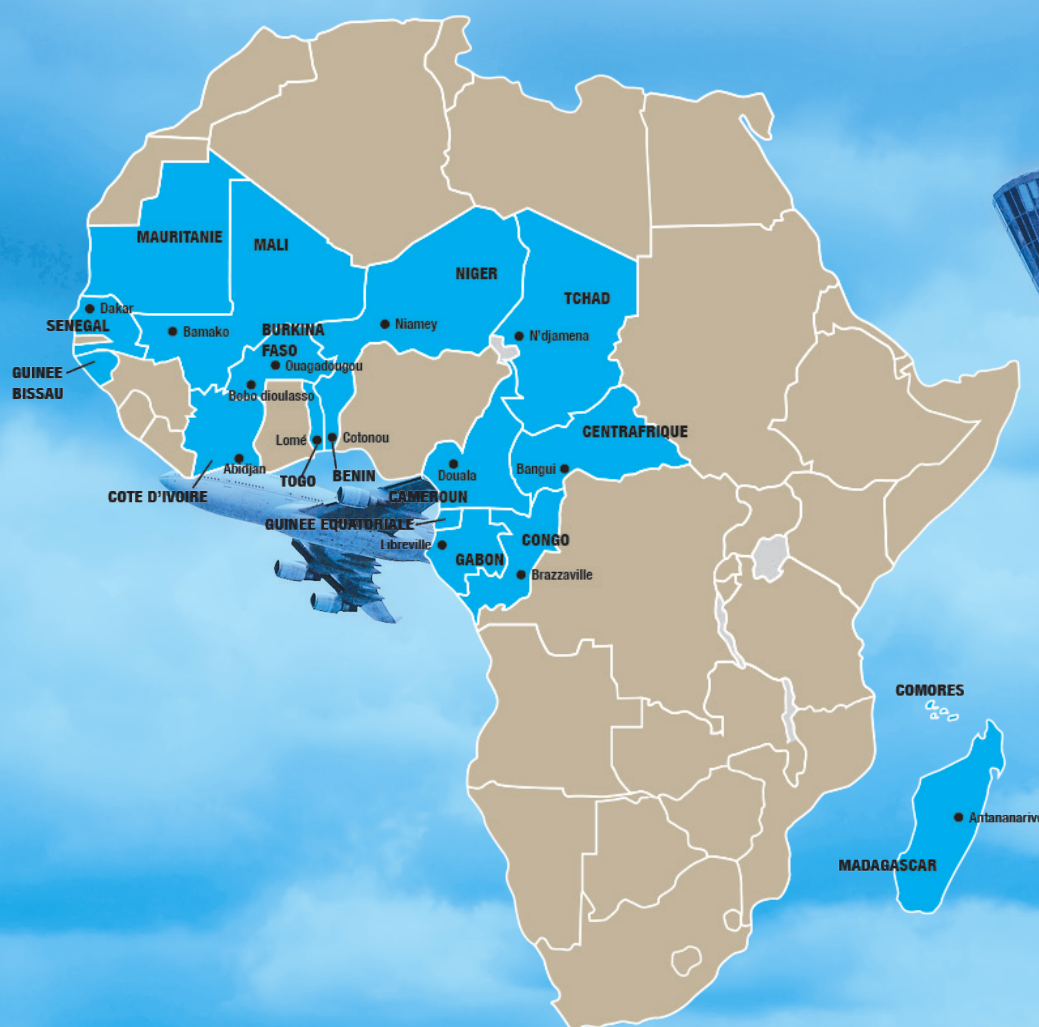 MAURITANIE
MALI
NIGER
TCHAD
Dakar
SENEGAL
Bamako
BURKINA
FASO
Niamey
N'djamena
Ouagadougou
GUINEE
BISSAU
Bobo dioulasso
CENTRAFRIQUE
Lomé
Cotonou
Abidjan
TOGO
BENIN
Douala
Bangui
COTE D'IVOIRE
CAMEROUN
GUINEE EQUATORIALE
Libreville
GABON
CONGO
Brazzaville
COMORES
Antananarivo
MADAGASCAR